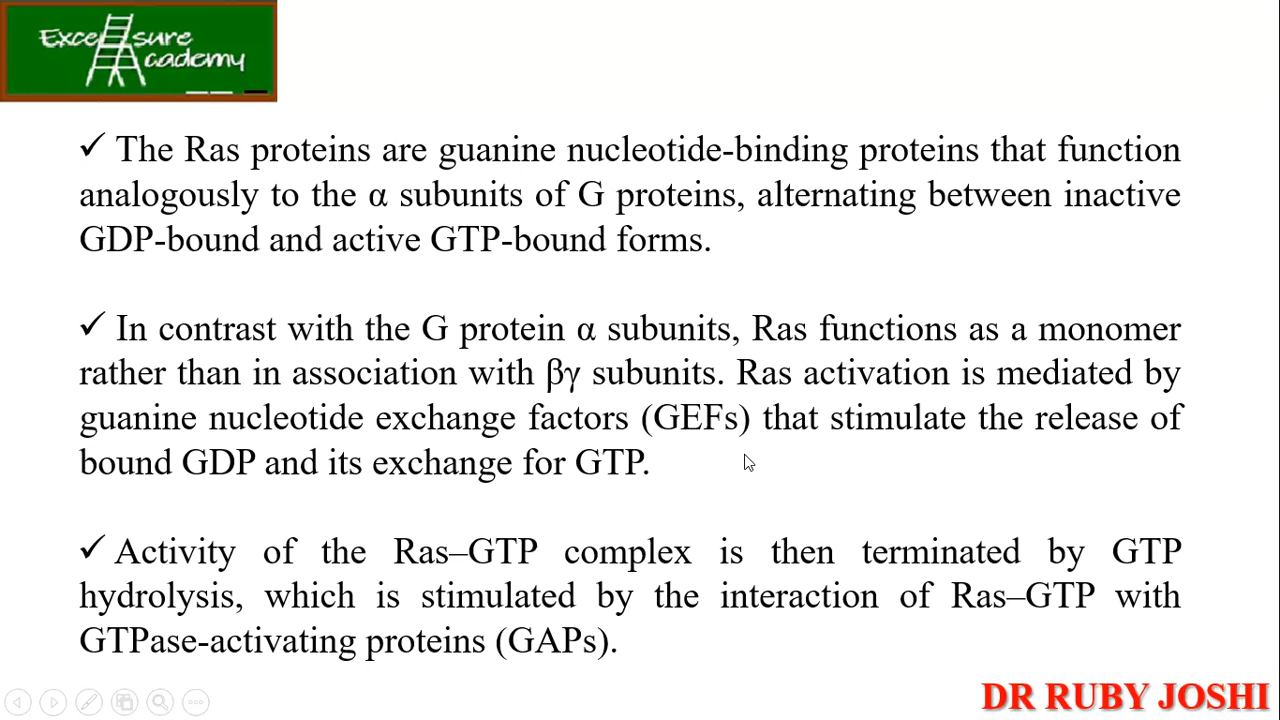 Exce sure
cademy
✓ The Ras proteins are guanine nucleotide-binding proteins that function
analogously to the α subunits of G proteins, alternating between inactive
GDP-bound and active GTP-bound forms.
✓ In contrast with the G protein α subunits, Ras functions as a monomer
rather than in association with βγ subunits. Ras activation is mediated by
guanine nucleotide exchange factors (GEFs) that stimulate the release of
bound GDP and its exchange for GTP.
✓ Activity of the Ras–GTP complex is then terminated by GTP
hydrolysis, which is stimulated by the interaction of Ras–GTP with
GTPase-activating proteins (GAPs).
DR RUBY JOSHI